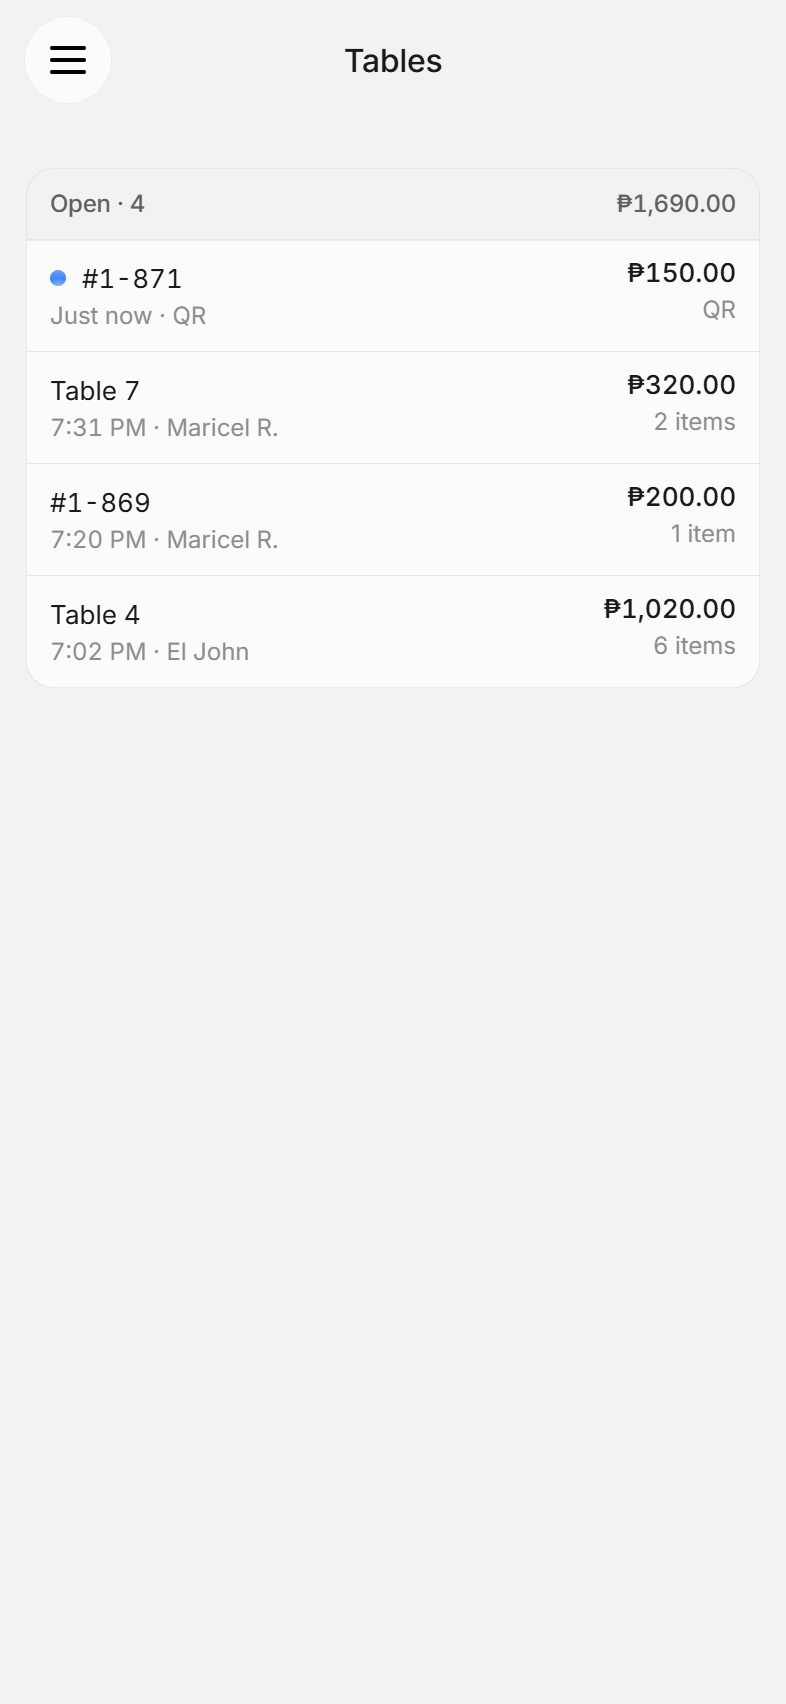 Tables
Open · 4 ₱1,690.00
#1-871 ₱150.00
Just now · QR QR
Table 7 ₱320.00
7:31 PM · Maricel R. 2 items
#1-869 ₱200.00
7:20 PM · Maricel R. 1 item
Table 4 ₱1,020.00
7:02 PM · El John 6 items